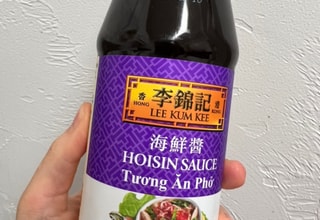 李錦記
香 HONG
港 KONG
LEE KUM KEE
海鮮醬
HOISIN SAUCE
Tương Ăn Phở